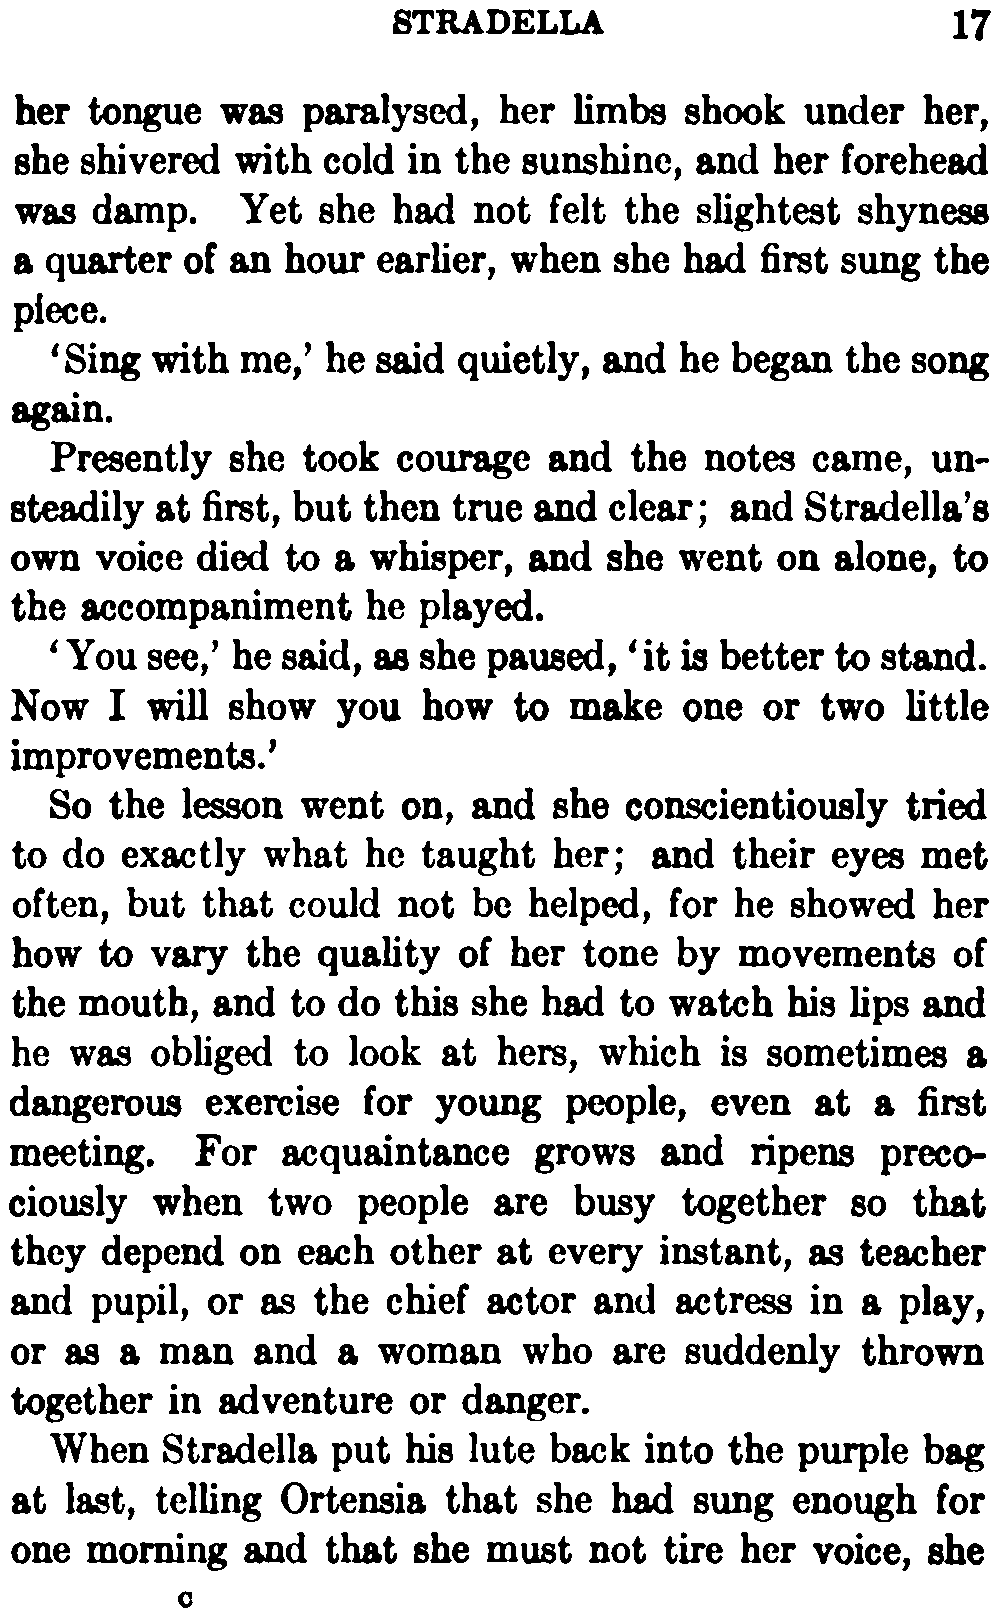 STRADELLA 17
her tongue was paralysed, her limbs shook under her,
she shivered with cold in the sunshine, and her forehead
was damp. Yet she had not felt the slightest shyness
a quarter of an hour earlier, when she had first sung the
piece.
‘Sing with me,’ he said quietly, and he began the song
again.
Presently she took courage and the notes came, un-
steadily at first, but then true and clear; and Stradella’s
own voice died to a whisper, and she went on alone, to
the accompaniment he played.
‘You see,’ he said, as she paused, ‘it is better to stand.
Now I will show you how to make one or two little
improvements.’
So the lesson went on, and she conscientiously tried
to do exactly what he taught her; and their eyes met
often, but that could not be helped, for he showed her
how to vary the quality of her tone by movements of
the mouth, and to do this she had to watch his lips and
he was obliged to look at hers, which is sometimes a
dangerous exercise for young people, even at a first
meeting. For acquaintance grows and ripens preco-
ciously when two people are busy together so that
they depend on each other at every instant, as teacher
and pupil, or as the chief actor and actress in a play,
or as a man and a woman who are suddenly thrown
together in adventure or danger.
When Stradella put his lute back into the purple bag
at last, telling Ortensia that she had sung enough for
one morning and that she must not tire her voice, she
C